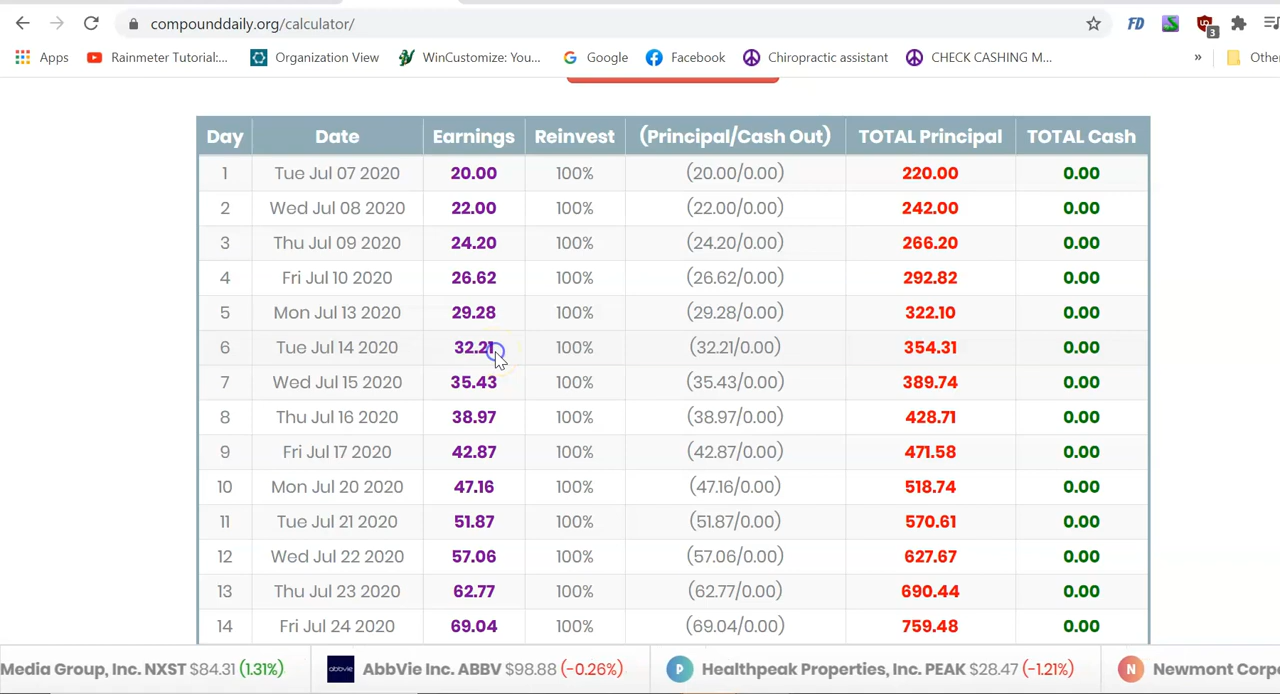 compounddaily.org/calculator/
FD
3
Apps Rainmeter Tutorial:... Organization View WinCustomize: You... Google Facebook Chiropractic assistant CHECK CASHING M... » Other
Day Date Earnings Reinvest (Principal/Cash Out) TOTAL Principal TOTAL Cash
1 Tue Jul 07 2020 20.00 100% (20.00/0.00) 220.00 0.00
2 Wed Jul 08 2020 22.00 100% (22.00/0.00) 242.00 0.00
3 Thu Jul 09 2020 24.20 100% (24.20/0.00) 266.20 0.00
4 Fri Jul 10 2020 26.62 100% (26.62/0.00) 292.82 0.00
5 Mon Jul 13 2020 29.28 100% (29.28/0.00) 322.10 0.00
6 Tue Jul 14 2020 32.21 100% (32.21/0.00) 354.31 0.00
7 Wed Jul 15 2020 35.43 100% (35.43/0.00) 389.74 0.00
8 Thu Jul 16 2020 38.97 100% (38.97/0.00) 428.71 0.00
9 Fri Jul 17 2020 42.87 100% (42.87/0.00) 471.58 0.00
10 Mon Jul 20 2020 47.16 100% (47.16/0.00) 518.74 0.00
11 Tue Jul 21 2020 51.87 100% (51.87/0.00) 570.61 0.00
12 Wed Jul 22 2020 57.06 100% (57.06/0.00) 627.67 0.00
13 Thu Jul 23 2020 62.77 100% (62.77/0.00) 690.44 0.00
14 Fri Jul 24 2020 69.04 100% (69.04/0.00) 759.48 0.00
Media Group, Inc. NXST $84.31 (1.31%) abbvie AbbVie Inc. ABBV $98.88 (-0.26%) P Healthpeak Properties, Inc. PEAK $28.47 (-1.21%) N Newmont Corp